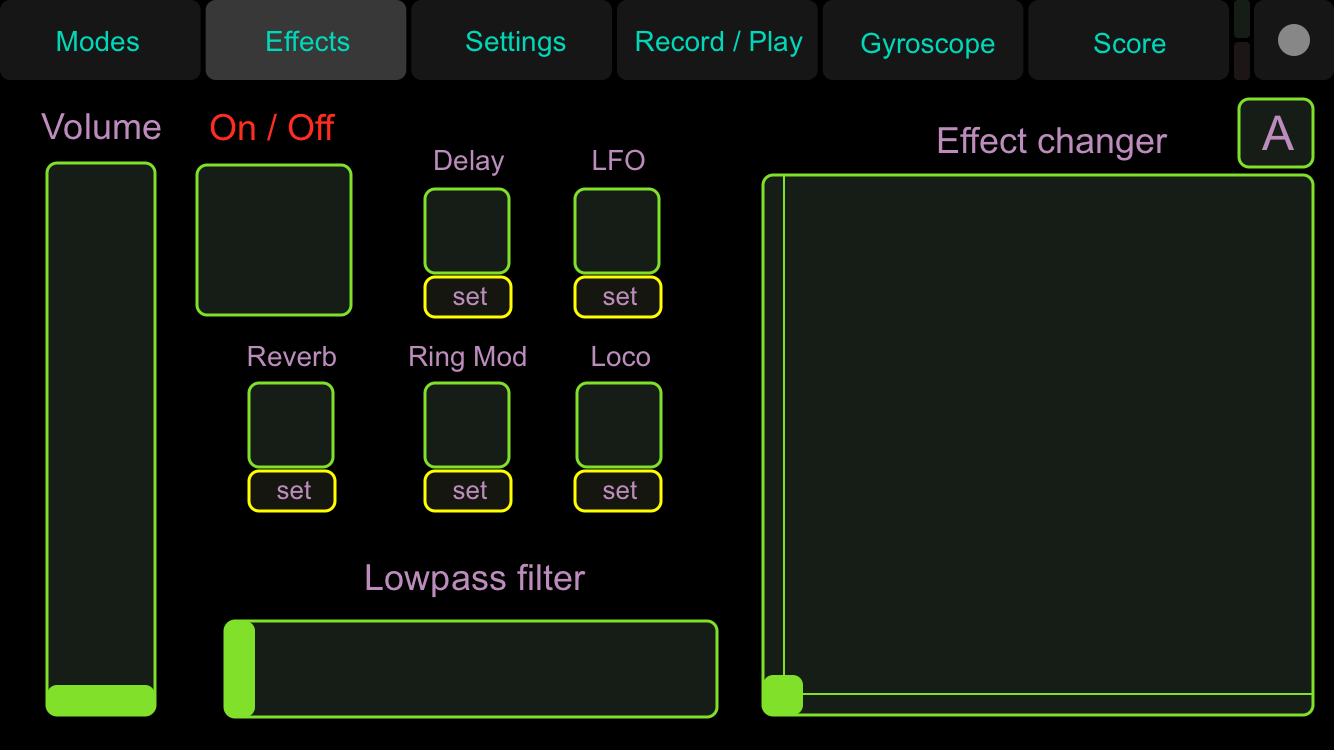 Modes
Effects
Settings
Record / Play
Gyroscope
Score
Volume
On / Off
Delay
LFO
Effect changer
A
set
set
Reverb
Ring Mod
Loco
set
set
set
Lowpass filter